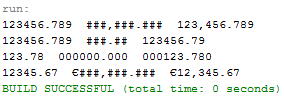 run:
123456.789  ###,###.###  123,456.789
123456.789  ###.##  123456.79
123.78  000000.000  000123.780
12345.67  €###,###.###  €12,345.67
BUILD SUCCESSFUL (total time: 0 seconds)